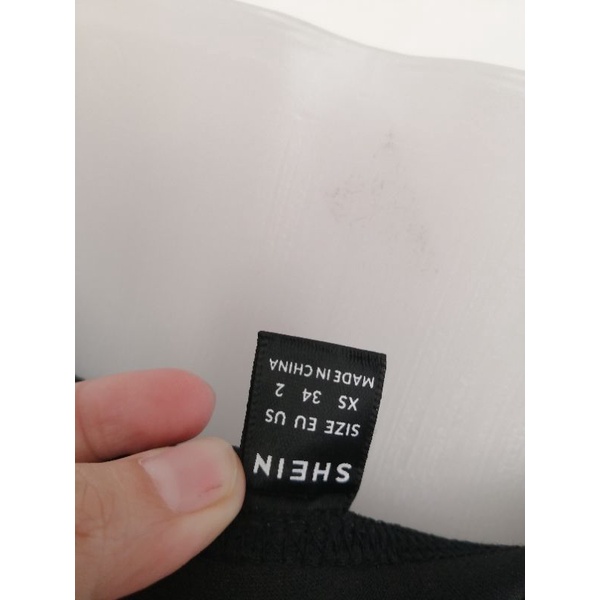 SHEIN
SIZE EU US
XS 34 2
MADE IN CHINA